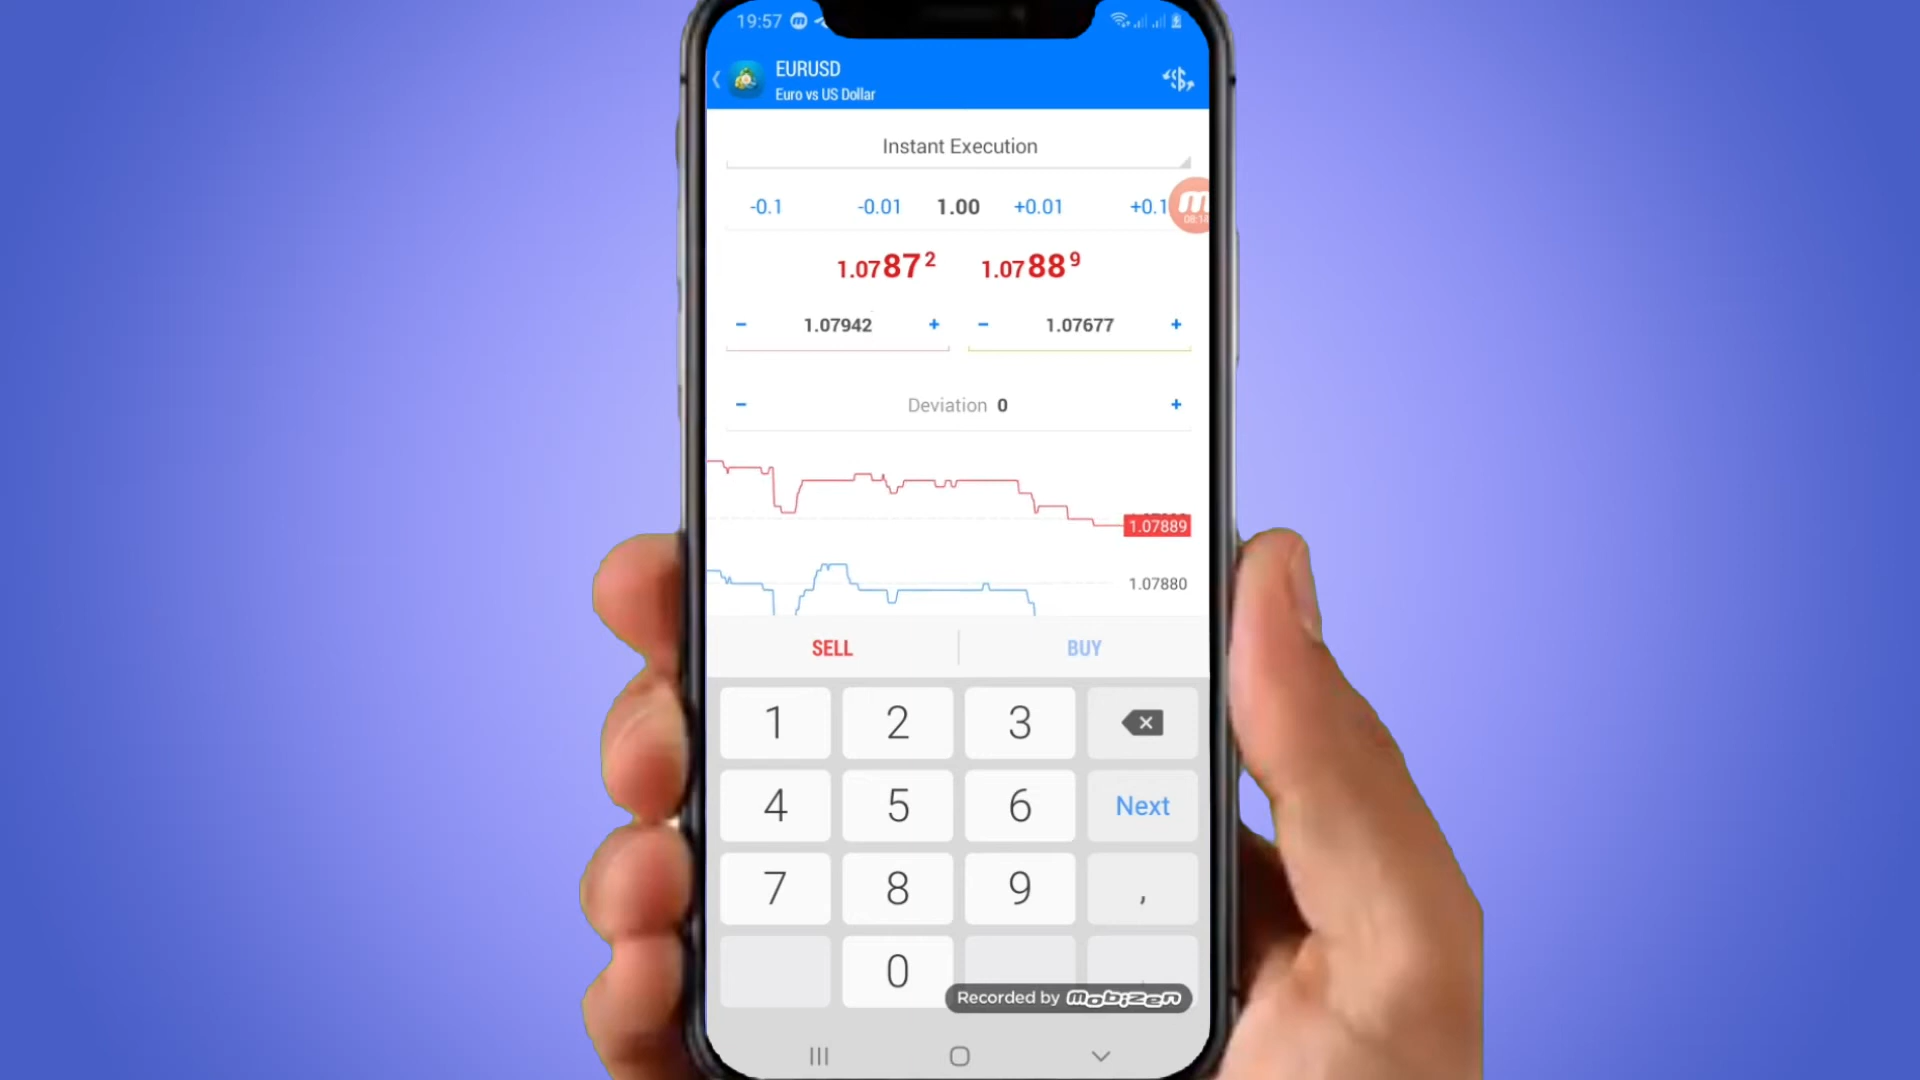 19:57
EURUSD
Euro vs US Dollar
Instant Execution
-0.1 -0.01 1.00 +0.01 +0.1
08:14
1.07872 1.07889
- 1.07942 + - 1.07677 +
- Deviation 0 +
1.07889
1.07880
SELL BUY
1 2 3
4 5 6 Next
7 8 9 ,
0
Recorded by mobizen